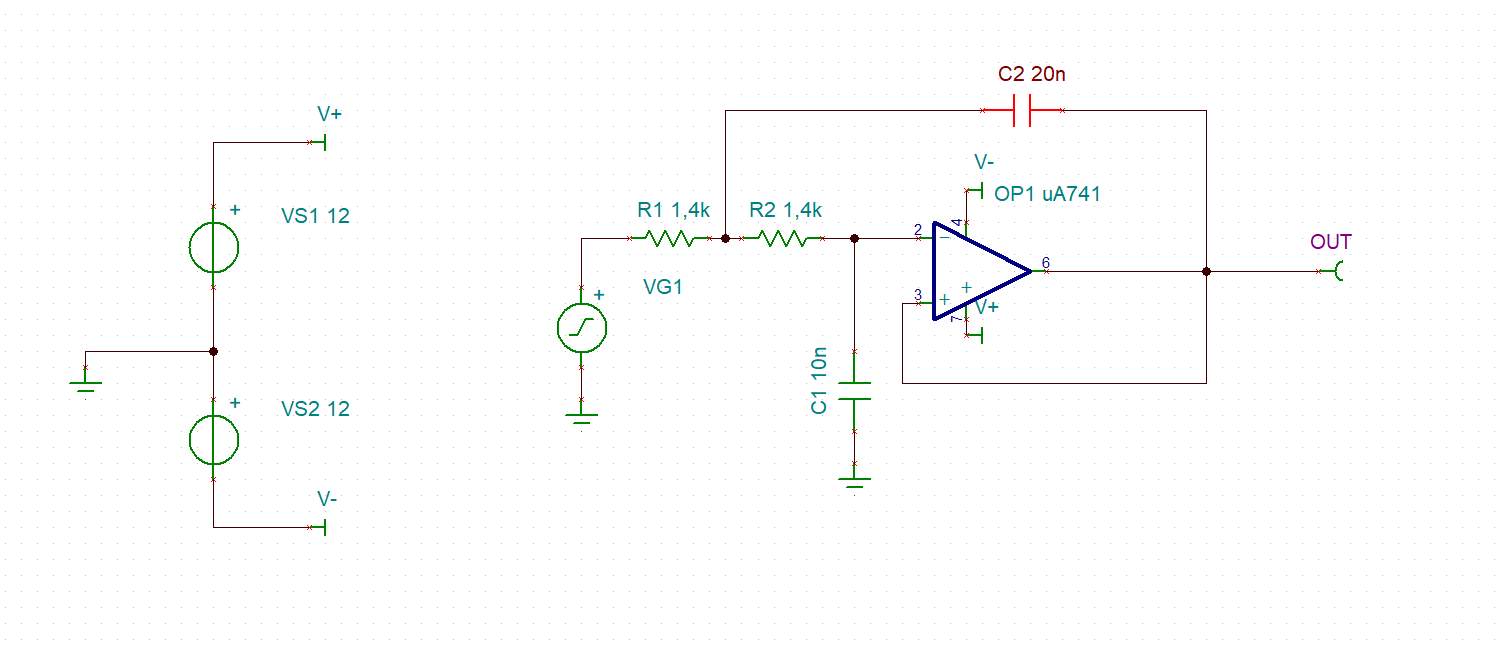 C2 20n
V+
V-
OP1 uA741
VS1 12
+
R1 1,4k
R2 1,4k
2
4
−
6
OUT
VG1
+
3
+
+
V+
7
C1 10n
VS2 12
+
V-